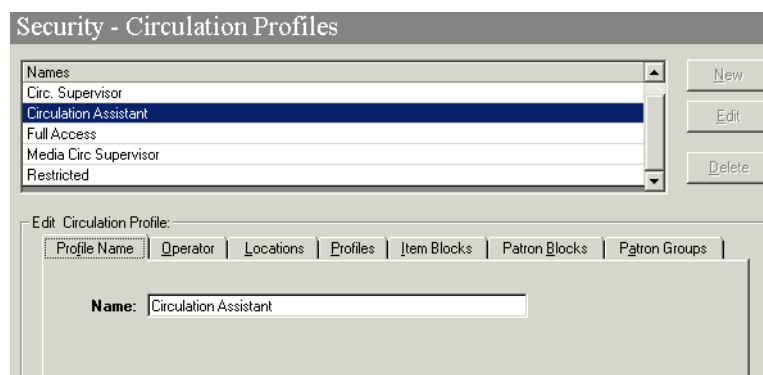 Security - Circulation Profiles
Names
New
Circ. Supervisor
Circulation Assistant
Edit
Full Access
Media Circ Supervisor
Delete
Restricted
Edit Circulation Profile:
Profile Name Operator Locations Profiles Item Blocks Patron Blocks Patron Groups
Name: Circulation Assistant